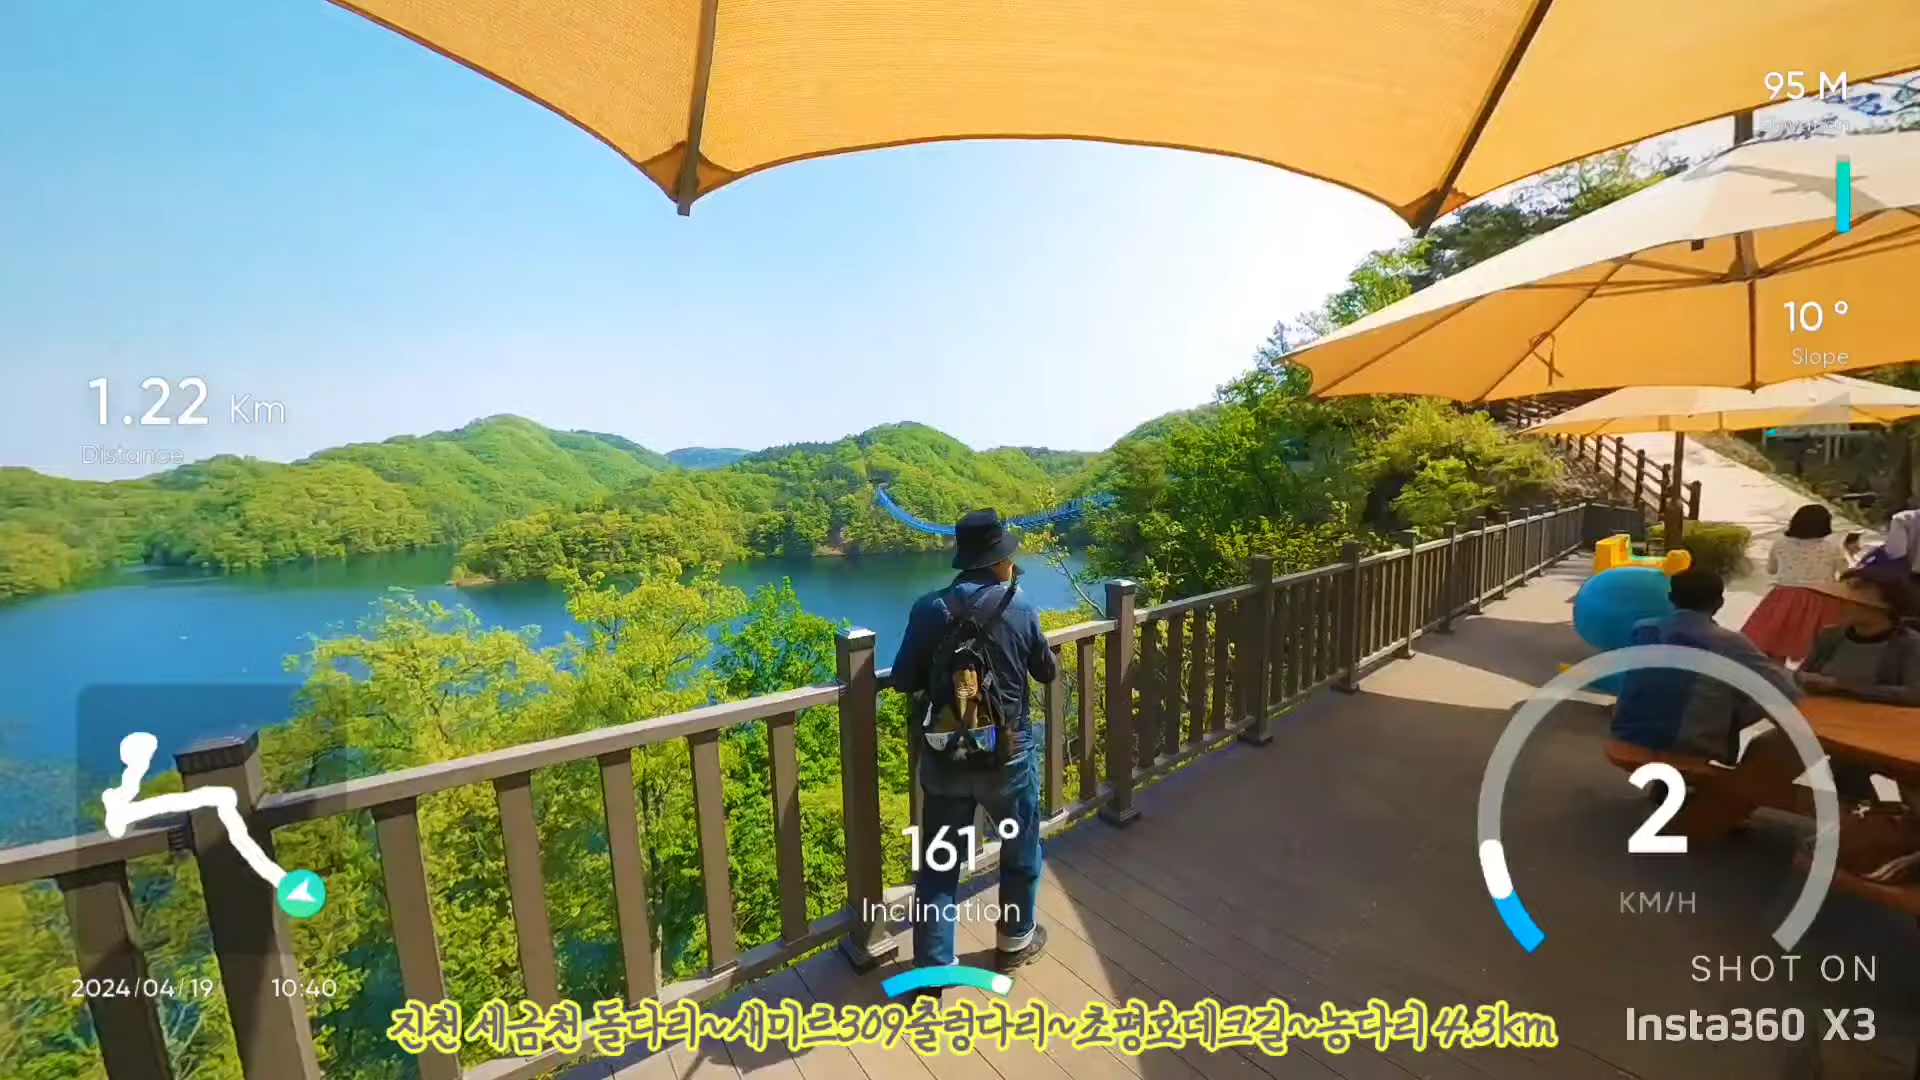 95 M
Elevation
10 °
Slope
1.22 Km
Distance
161 °
Inclination
2
KM/H
2024/04/19 10:40
SHOT ON
Insta360 X3
진천 세금천 돌다리~새미르309출렁다리~초평호데크길~농다리 4.3km